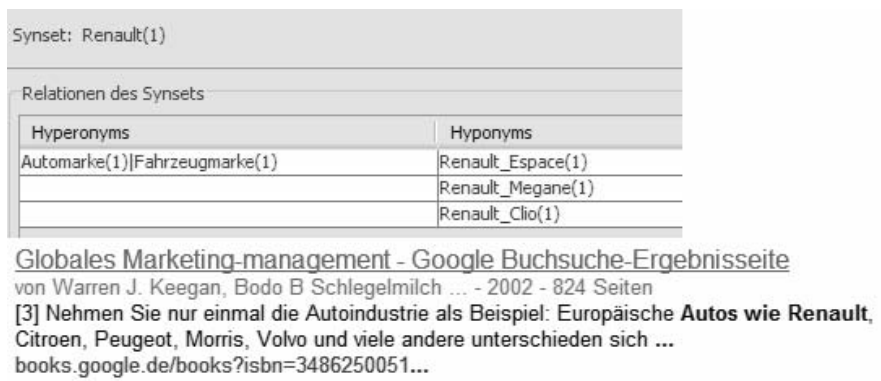 Synset: Renault(1)
Relationen des Synsets
Hyperonyms Hyponyms
Automarke(1)|Fahrzeugmarke(1) Renault_Espace(1)
Renault_Megane(1)
Renault_Clio(1)
Globales Marketing-management - Google Buchsuche-Ergebnisseite
von Warren J. Keegan, Bodo B Schlegelmilch ... - 2002 - 824 Seiten
[3] Nehmen Sie nur einmal die Autoindustrie als Beispiel: Europäische Autos wie Renault,
Citroen, Peugeot, Morris, Volvo und viele andere unterschieden sich ...
books.google.de/books?isbn=3486250051...